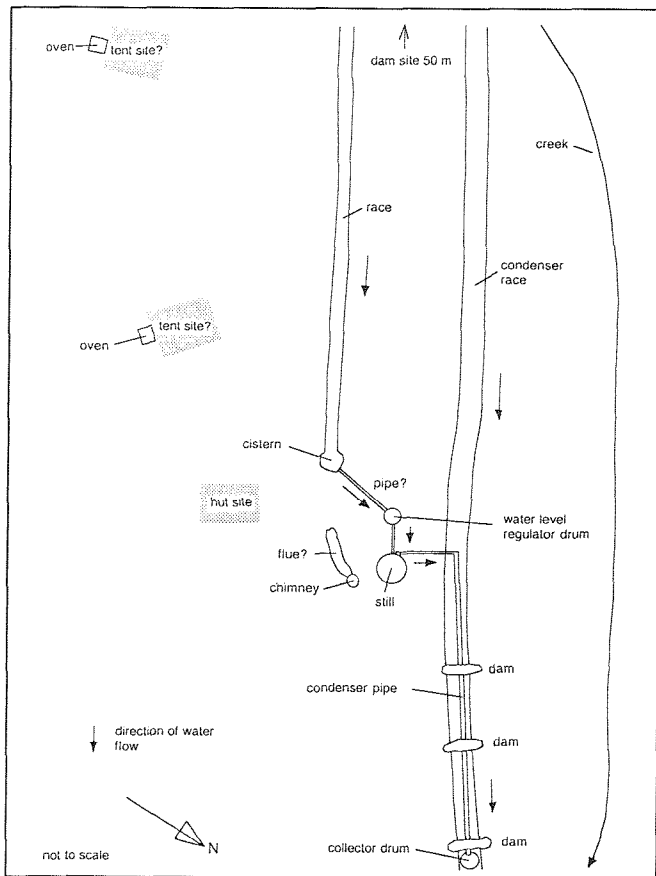 oven
tent site?
dam site 50 m
creek
race
condenser
race
tent site?
oven
cistern
pipe?
hut site
water level
regulator drum
flue?
chimney
still
dam
condenser pipe
direction of water
flow
dam
N
not to scale
collector drum
dam